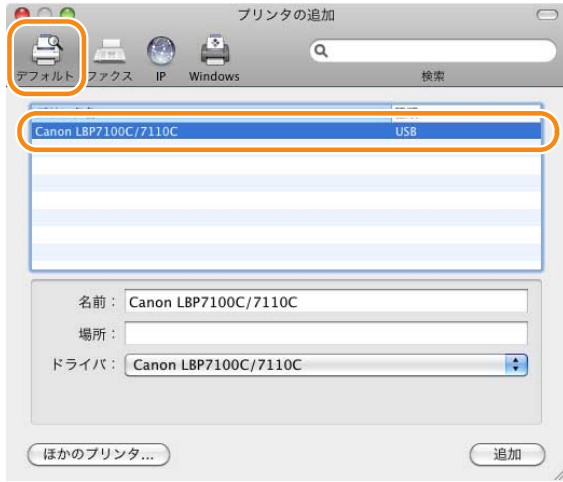 プリンタの追加
デフォルト ファクス IP Windows 検索
Canon LBP7100C/7110C USB
名前： Canon LBP7100C/7110C
場所：
ドライバ： Canon LBP7100C/7110C
ほかのプリンタ... 追加